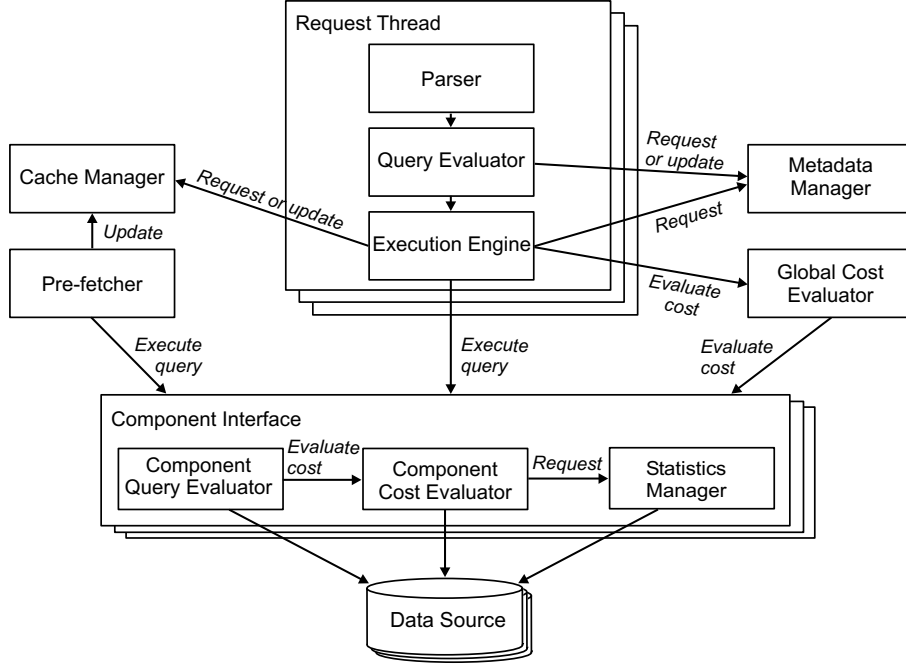 Request Thread
Parser
Query Evaluator
Execution Engine
Cache Manager
Request or update
Update
Pre-fetcher
Request
or update
Metadada
Manager
Request
Evaluate
cost
Global Cost
Evaluator
Execute
query
Execute
query
Evaluate
cost
Component Interface
Component
Query Evaluator
Evaluate
cost
Component
Cost Evaluator
Request
Statistics
Manager
Data Source